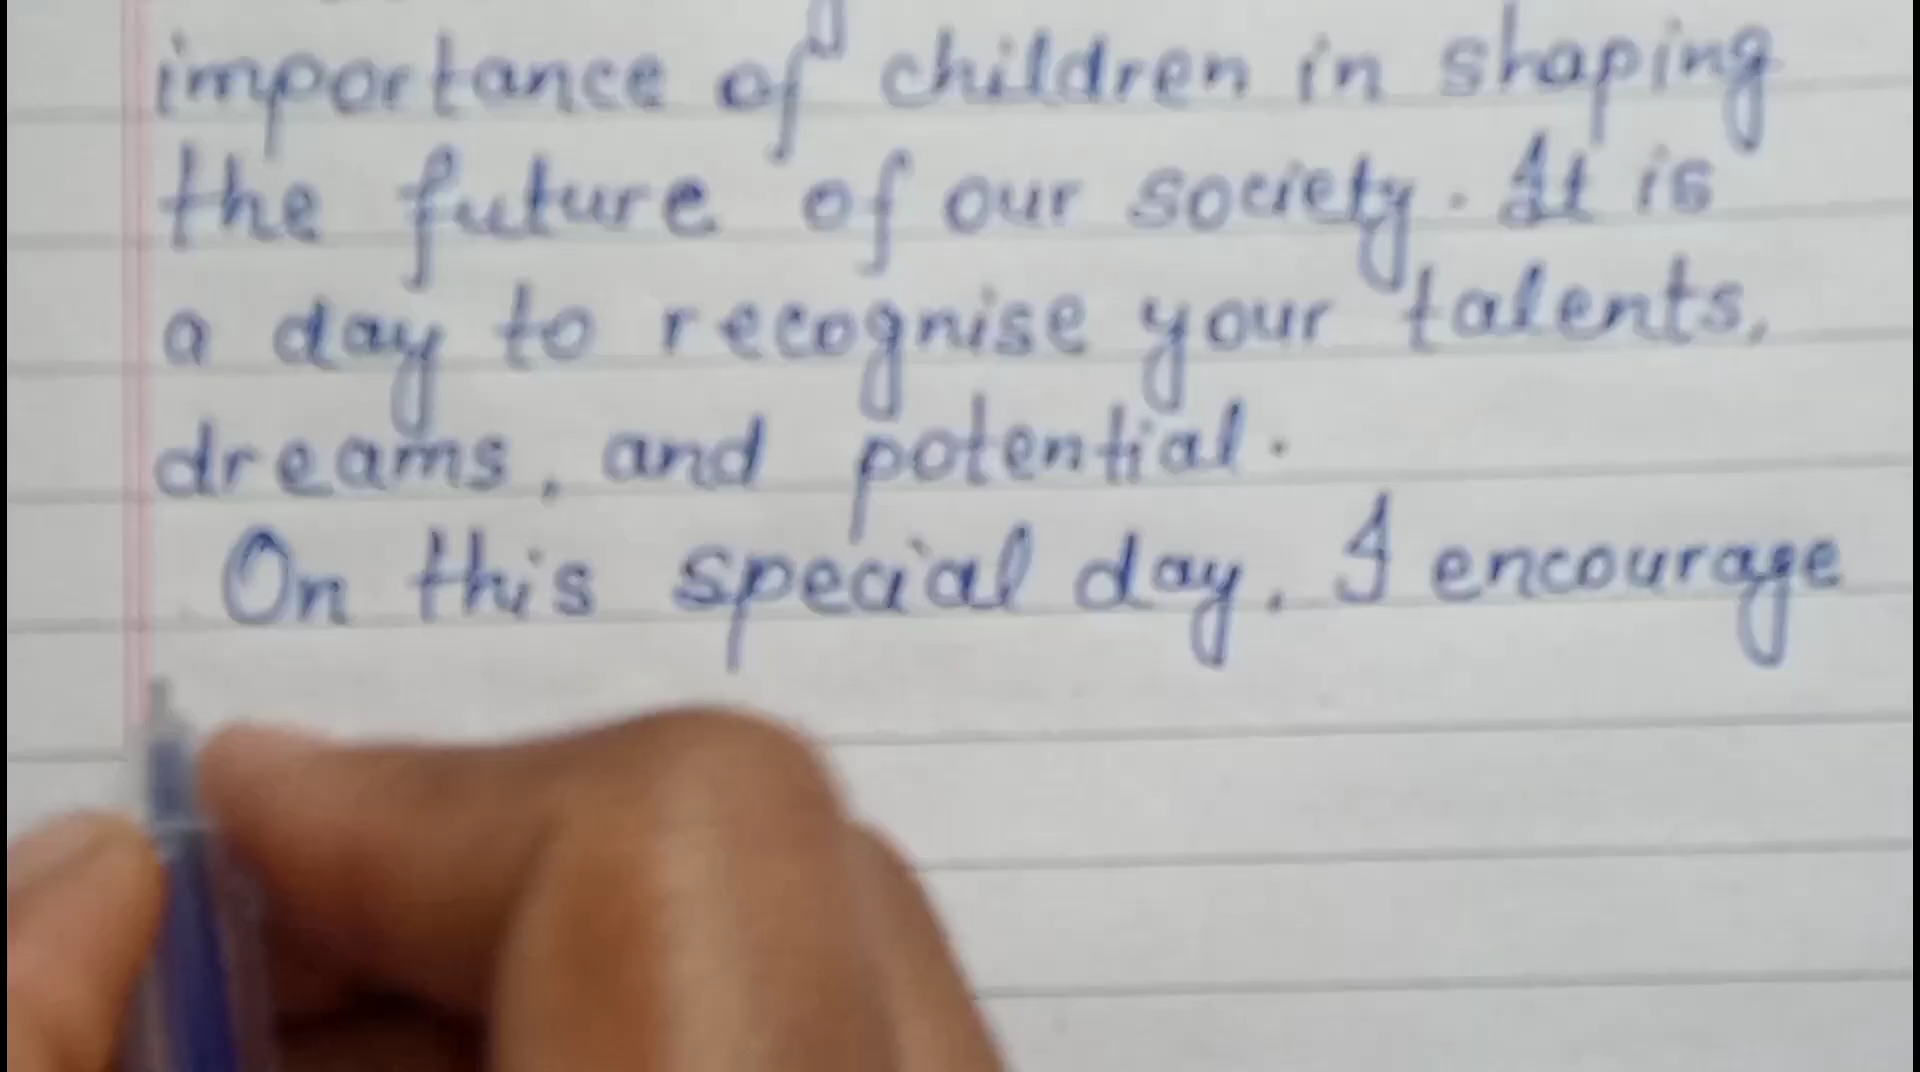 importance of children in shaping
the future of our society. It is
a day to recognise your talents,
dreams, and potential.
On this special day, I encourage